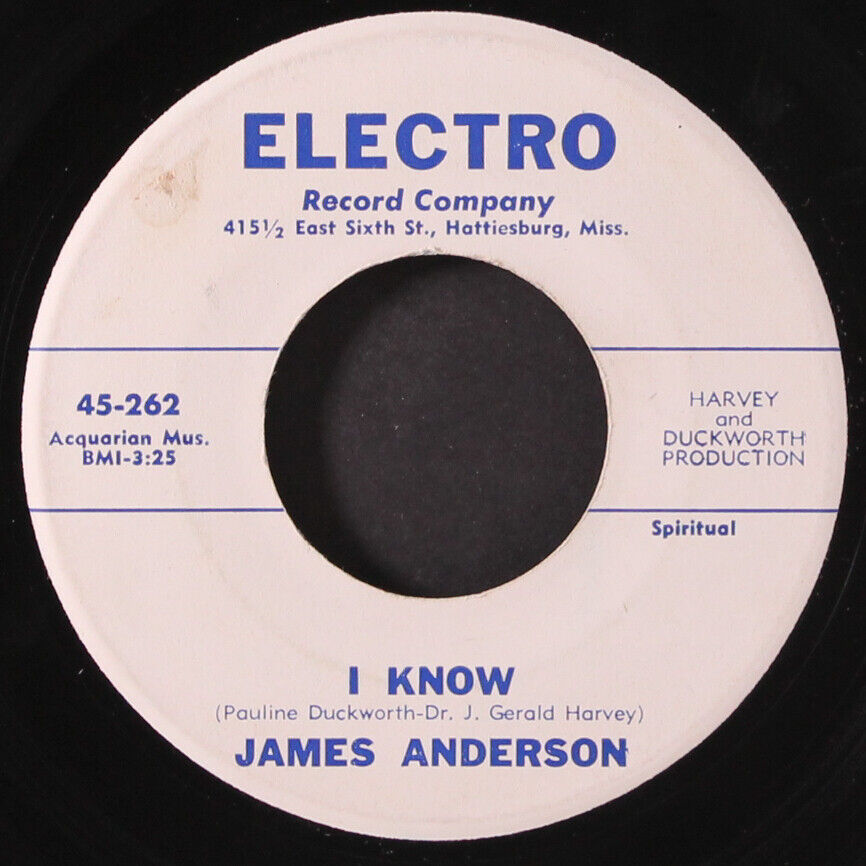 ELECTRO
Record Company
415½ East Sixth St., Hattiesburg, Miss.
45-262
Acquarian Mus.
BMI-3:25
HARVEY
and
DUCKWORTH
PRODUCTION
Spiritual
I KNOW
(Pauline Duckworth-Dr. J. Gerald Harvey)
JAMES ANDERSON